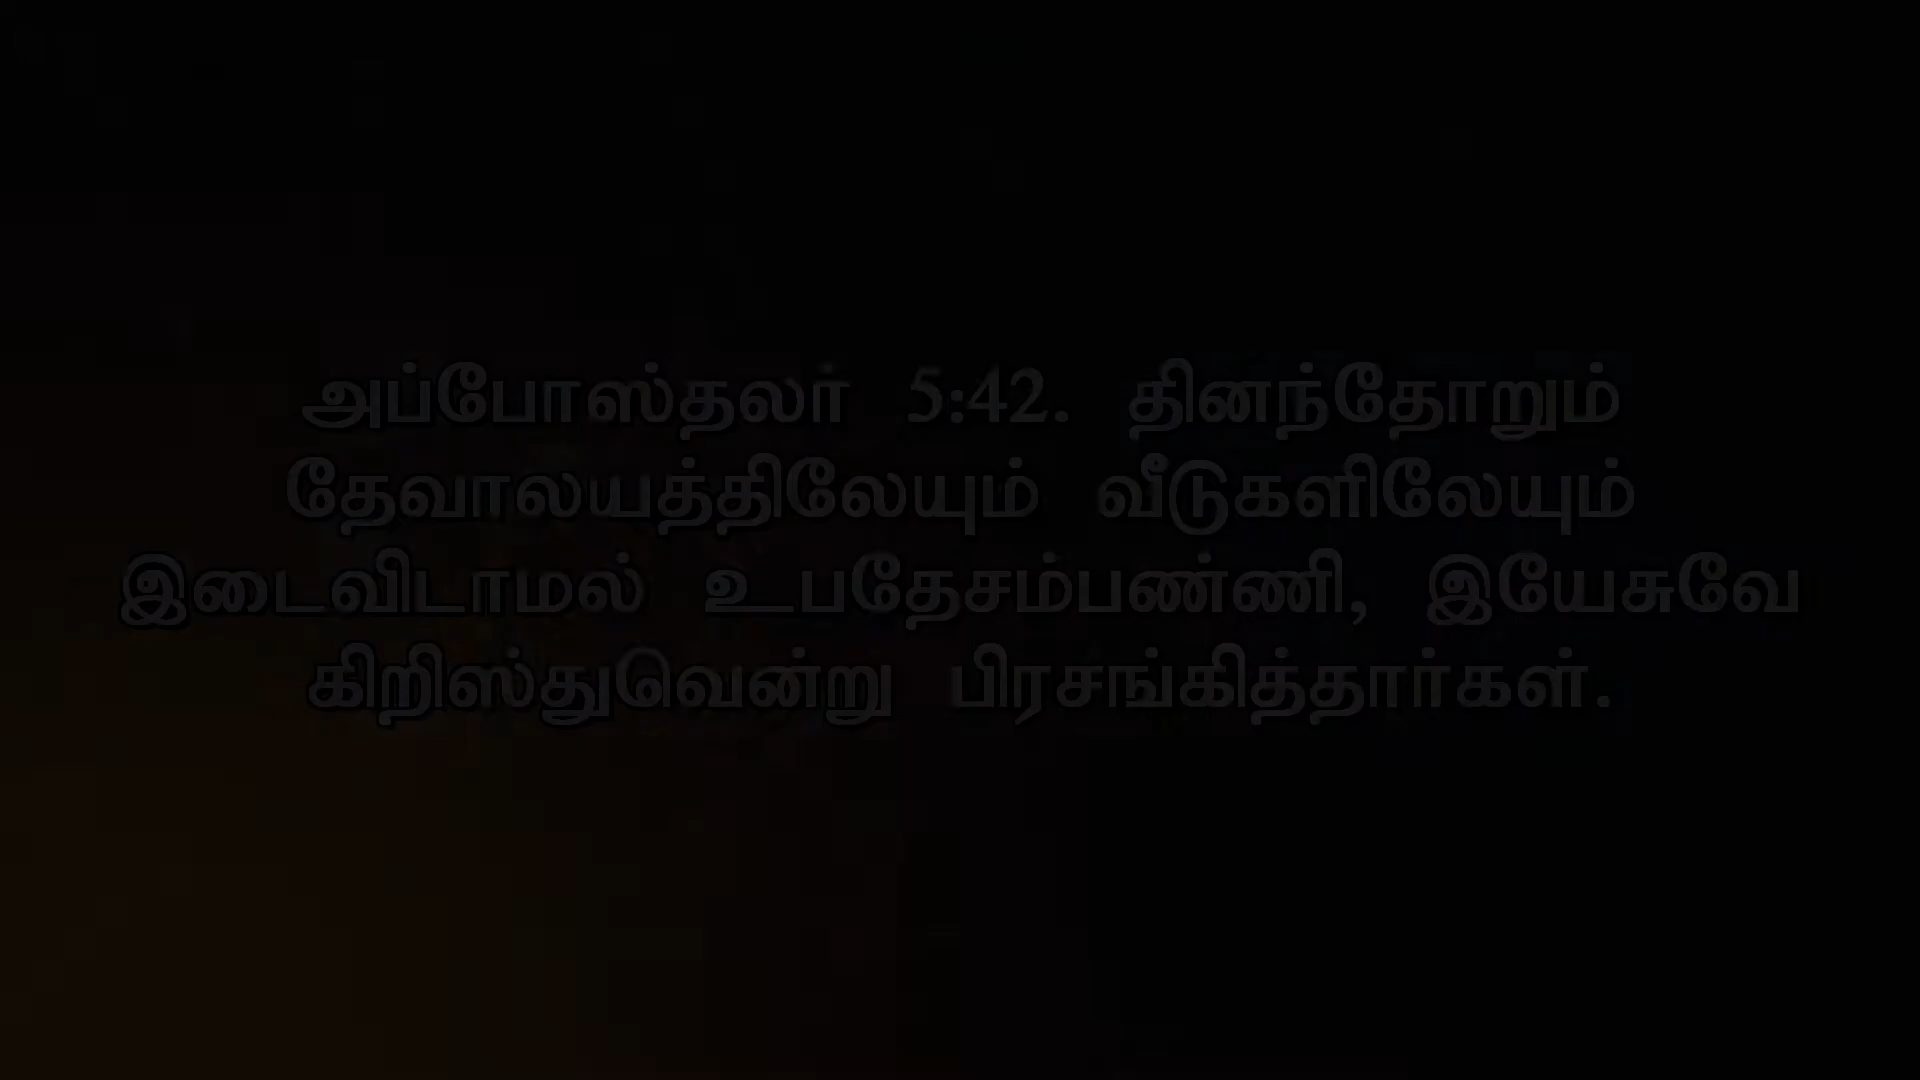 அப்போஸ்தலர் 5:42. தினந்தோறும்
தேவாலயத்திலேயும் வீடுகளிலேயும்
இடைவிடாமல் உபதேசம்பண்ணி, இயேசுவே
கிறிஸ்துவென்று பிரசங்கித்தார்கள்.